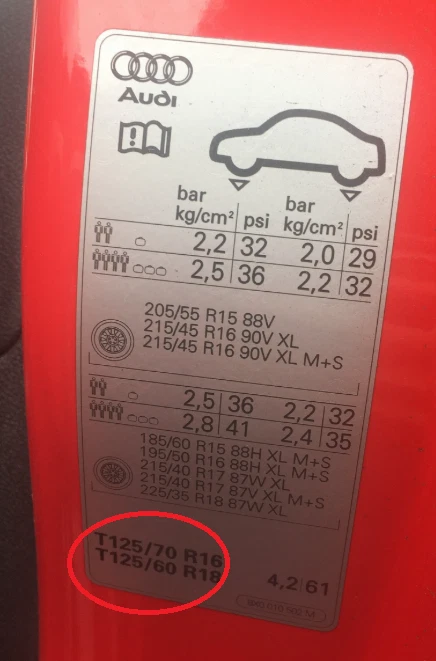 Audi
bar bar
kg/cm² psi kg/cm² psi
2,2 32 2,0 29
2,5 36 2,2 32
205/55 R15 88V
215/45 R16 90V XL
215/45 R16 90V XL M+S
2,5 36 2,2 32
2,8 41 2,4 35
185/60 R15 88H XL M+S
195/50 R16 88H XL M+S
215/40 R17 87W XL
215/40 R17 87V XL M+S
225/35 R18 87W XL
T125/70 R16
T125/60 R18 4,2 61